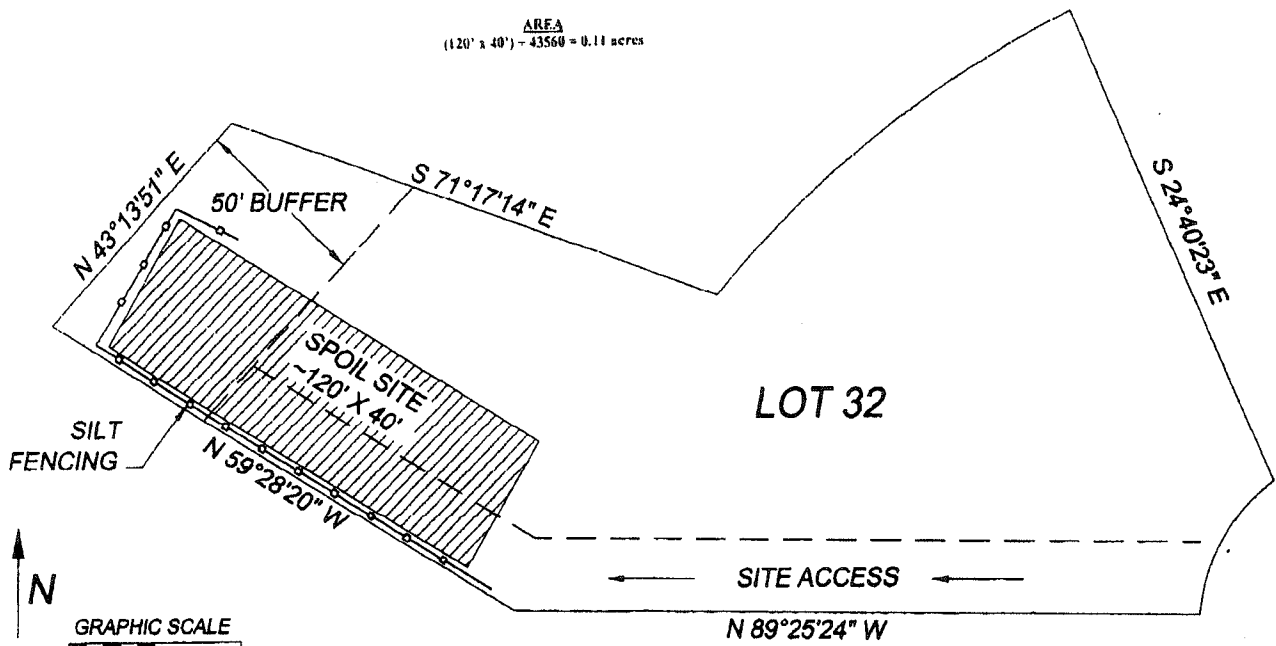 AREA
(120' x 40') ÷ 43560 = 0.11 acres
N 43°13'51" E
50' BUFFER
S 71°17'14" E
S 24°40'23" E
SPOIL SITE
~120' X 40'
LOT 32
SILT
FENCING
N 59°28'20" W
N
SITE ACCESS
N 89°25'24" W
GRAPHIC SCALE